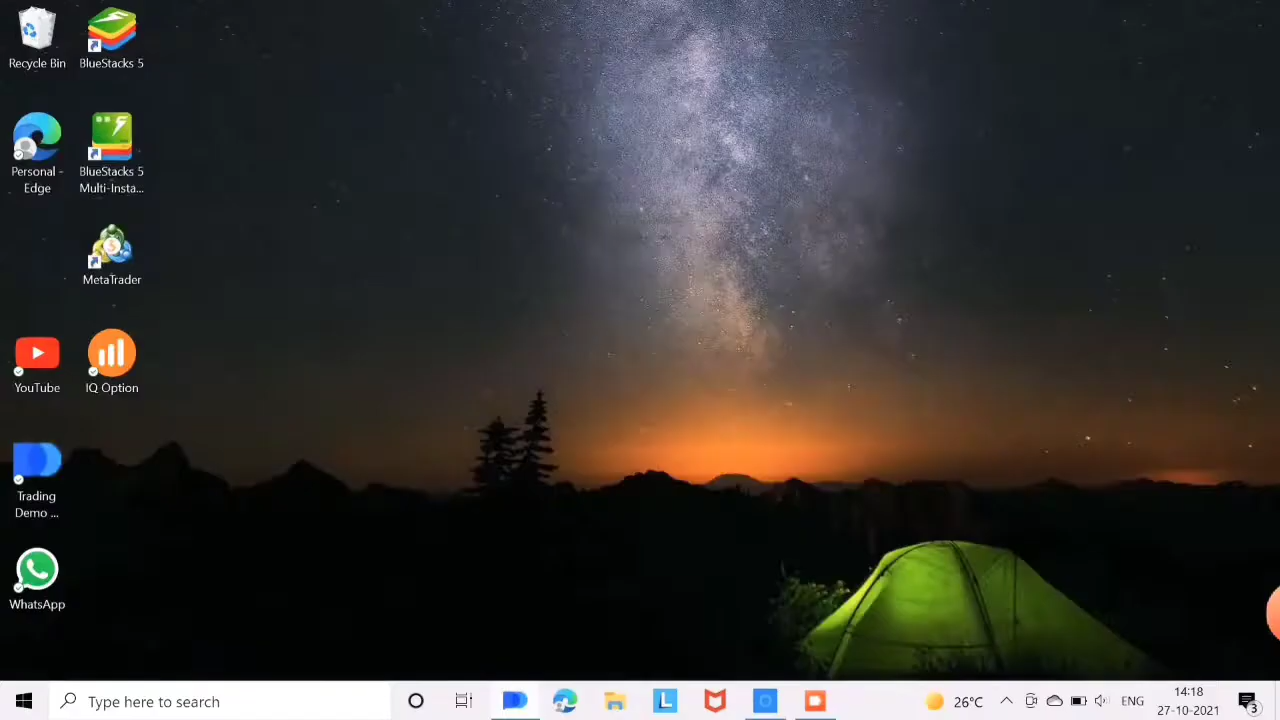 Recycle Bin
BlueStacks 5
Personal -
Edge
BlueStacks 5
Multi-Insta...
MetaTrader
YouTube
IQ Option
Trading
Demo ...
WhatsApp
Type here to search
L
26°C
ENG
14:18
27-10-2021
3